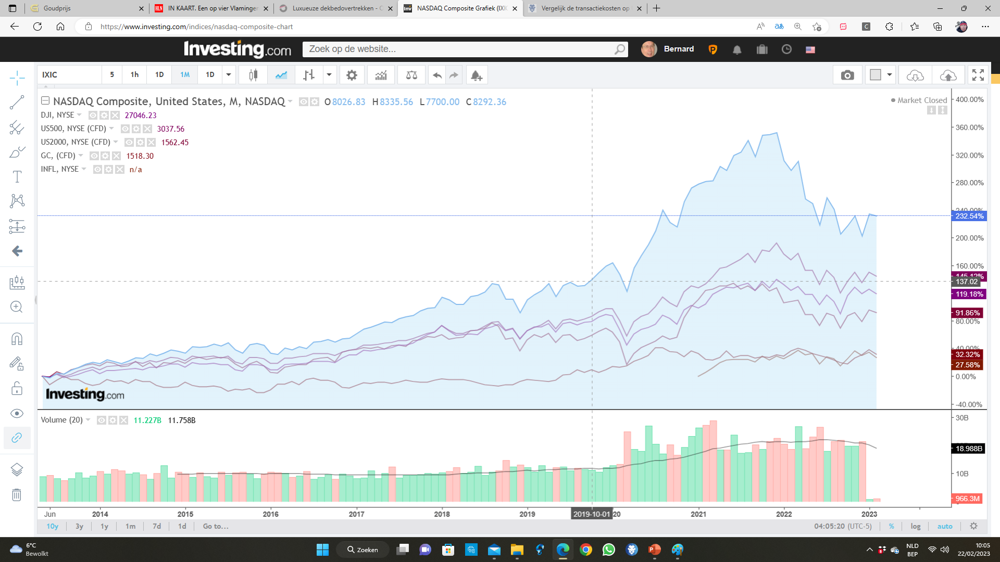 Goudprijs
IN KAART. Een op vier Vlamingen
Luxueuze dekbedovertrekken - C
NASDAQ Composite Grafiek (IXIC
Vergelijk de transactiekosten op
https://www.investing.com/indices/nasdaq-composite-chart
Investing.com
Zoek op de website...
Bernard
IXIC 5 1h 1D 1M 1D
NASDAQ Composite, United States, M, NASDAQ O 8026.83 H 8335.56 L 7700.00 C 8292.36
Market Closed
DJI, NYSE 27046.23
US500, NYSE (CFD) 3037.56
US2000, NYSE (CFD) 1562.45
GC, (CFD) 1518.30
INFL, NYSE n/a
400.00%
360.00%
320.00%
280.00%
240.00%
232.54%
200.00%
160.00%
145.12%
137.02
119.18%
91.86%
80.00%
40.00%
32.32%
27.58%
0.00%
-40.00%
Investing.com
Volume (20) 11.227B 11.758B
30B
18.988B
10B
966.3M
Jun 2014 2015 2016 2017 2018 2019 2019-10-01 20 2021 2022 2023
10y 3y 1y 1m 7d 1d Go to... 04:05:20 (UTC-5) % log auto
6°C
Bewolkt
Zoeken
NLD
BEP
10:05
22/02/2023